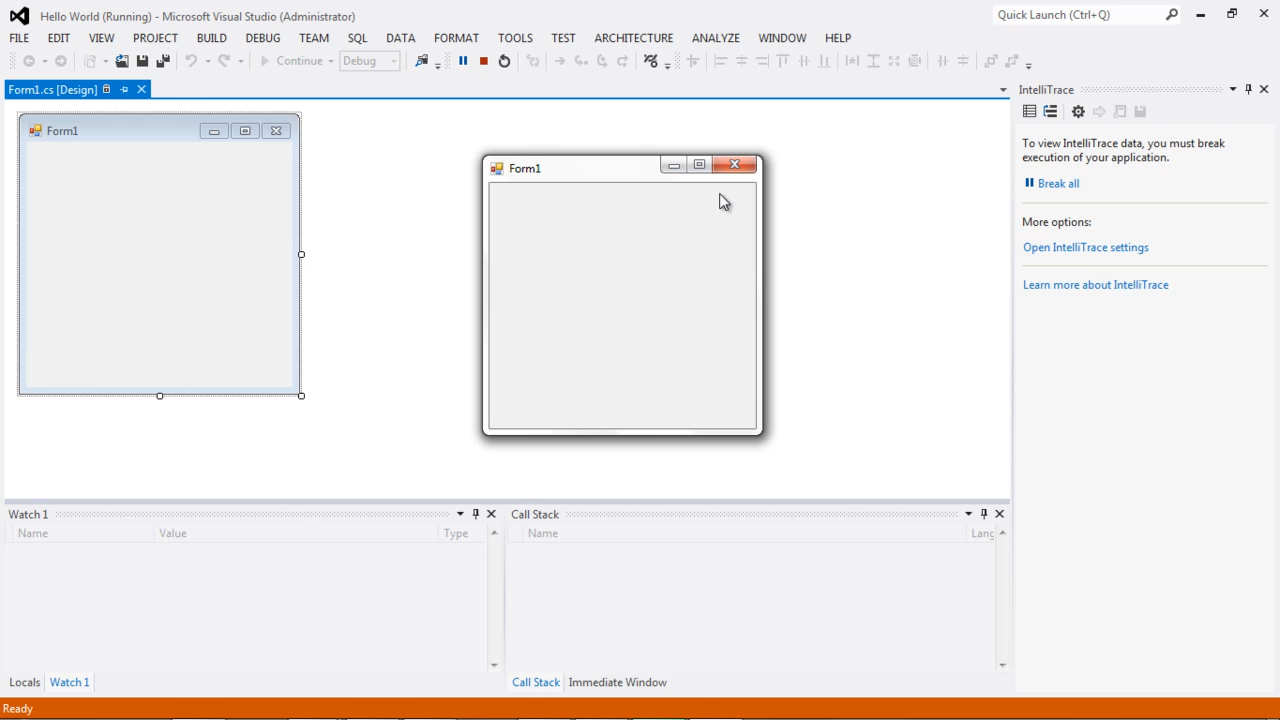 Hello World (Running) - Microsoft Visual Studio (Administrator)
Quick Launch (Ctrl+Q)
FILE EDIT VIEW PROJECT BUILD DEBUG TEAM SQL DATA FORMAT TOOLS TEST ARCHITECTURE ANALYZE WINDOW HELP
Continue Debug
Form1.cs [Design]
IntelliTrace
Form1
Form1
To view IntelliTrace data, you must break
execution of your application.
Break all
More options:
Open IntelliTrace settings
Learn more about IntelliTrace
Watch 1
Call Stack
Name Value Type
Name Lang
Locals Watch 1
Call Stack Immediate Window
Ready